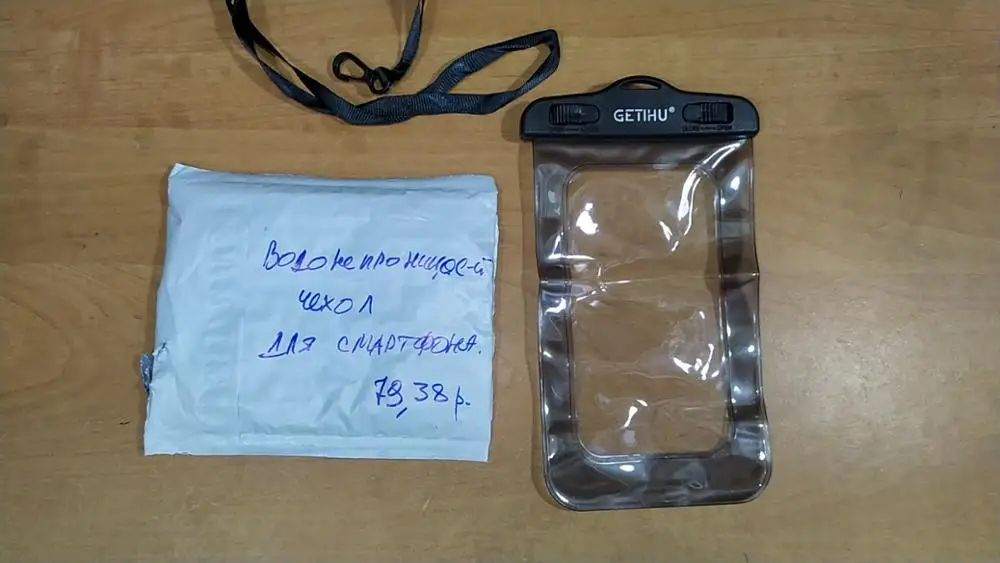 GETIHU®
Водонепроницае-й
чехол
для смартфона.
79,38 р.